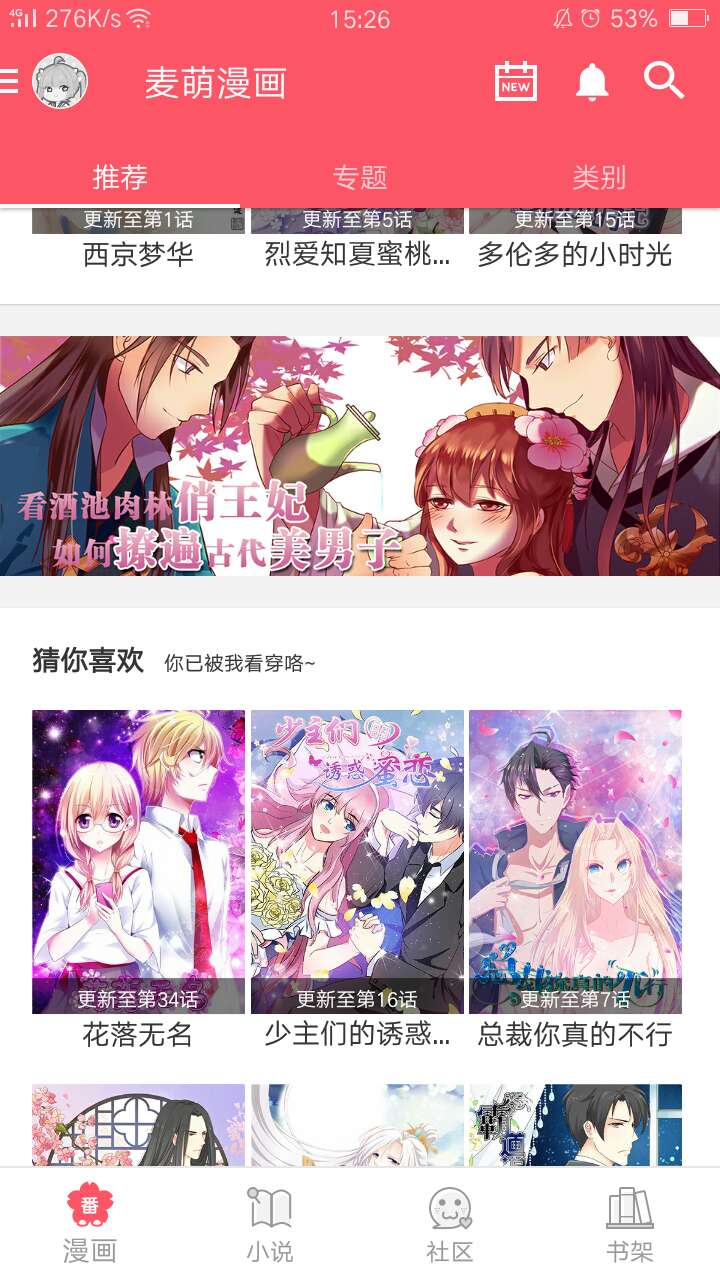 4G 276K/s 15:26 53%
麦萌漫画 NEW
推荐 专题 类别
更新至第1话 更新至第5话 更新至第15话
西京梦华 烈爱知夏蜜桃... 多伦多的小时光
看酒池肉林俏王妃
如何撩遍古代美男子
猜你喜欢 你已被我看穿咯~
少主们的
诱惑蜜恋
更新至第34话 更新至第16话 更新至第7话
花落无名 少主们的诱惑... 总裁你真的不行
番
漫画 小说 社区 书架